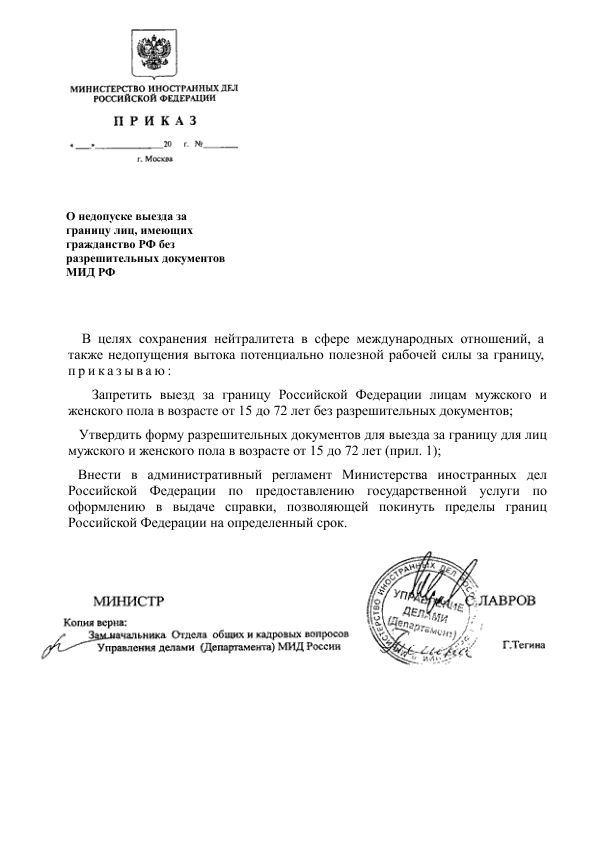 МИНИСТЕРСТВО ИНОСТРАННЫХ ДЕЛ
РОССИЙСКОЙ ФЕДЕРАЦИИ
П Р И К А З
«___»______________20 г. №_______
г. Москва
О недопуске выезда за
границу лиц, имеющих
гражданство РФ без
разрешительных документов
МИД РФ
В целях сохранения нейтралитета в сфере международных отношений, а
также недопущения вытока потенциально полезной рабочей силы за границу,
п р и к а з ы в а ю :
Запретить выезд за границу Российской Федерации лицам мужского и
женского пола в возрасте от 15 до 72 лет без разрешительных документов;
Утвердить форму разрешительных документов для выезда за границу для лиц
мужского и женского пола в возрасте от 15 до 72 лет (прил. 1);
Внести в административный регламент Министерства иностранных дел
Российской Федерации по предоставлению государственной услуги по
оформлению в выдаче справки, позволяющей покинуть пределы границ
Российской Федерации на определенный срок.
МИНИСТР
С.ЛАВРОВ
Копия верна:
Зам.начальника Отдела общих и кадровых вопросов
Управления делами (Департамента) МИД России
Г.Тегина
МИНИСТЕРСТВО ИНОСТРАННЫХ ДЕЛ
УПРАВЛЕНИЕ
ДЕЛАМИ
(Департамент)